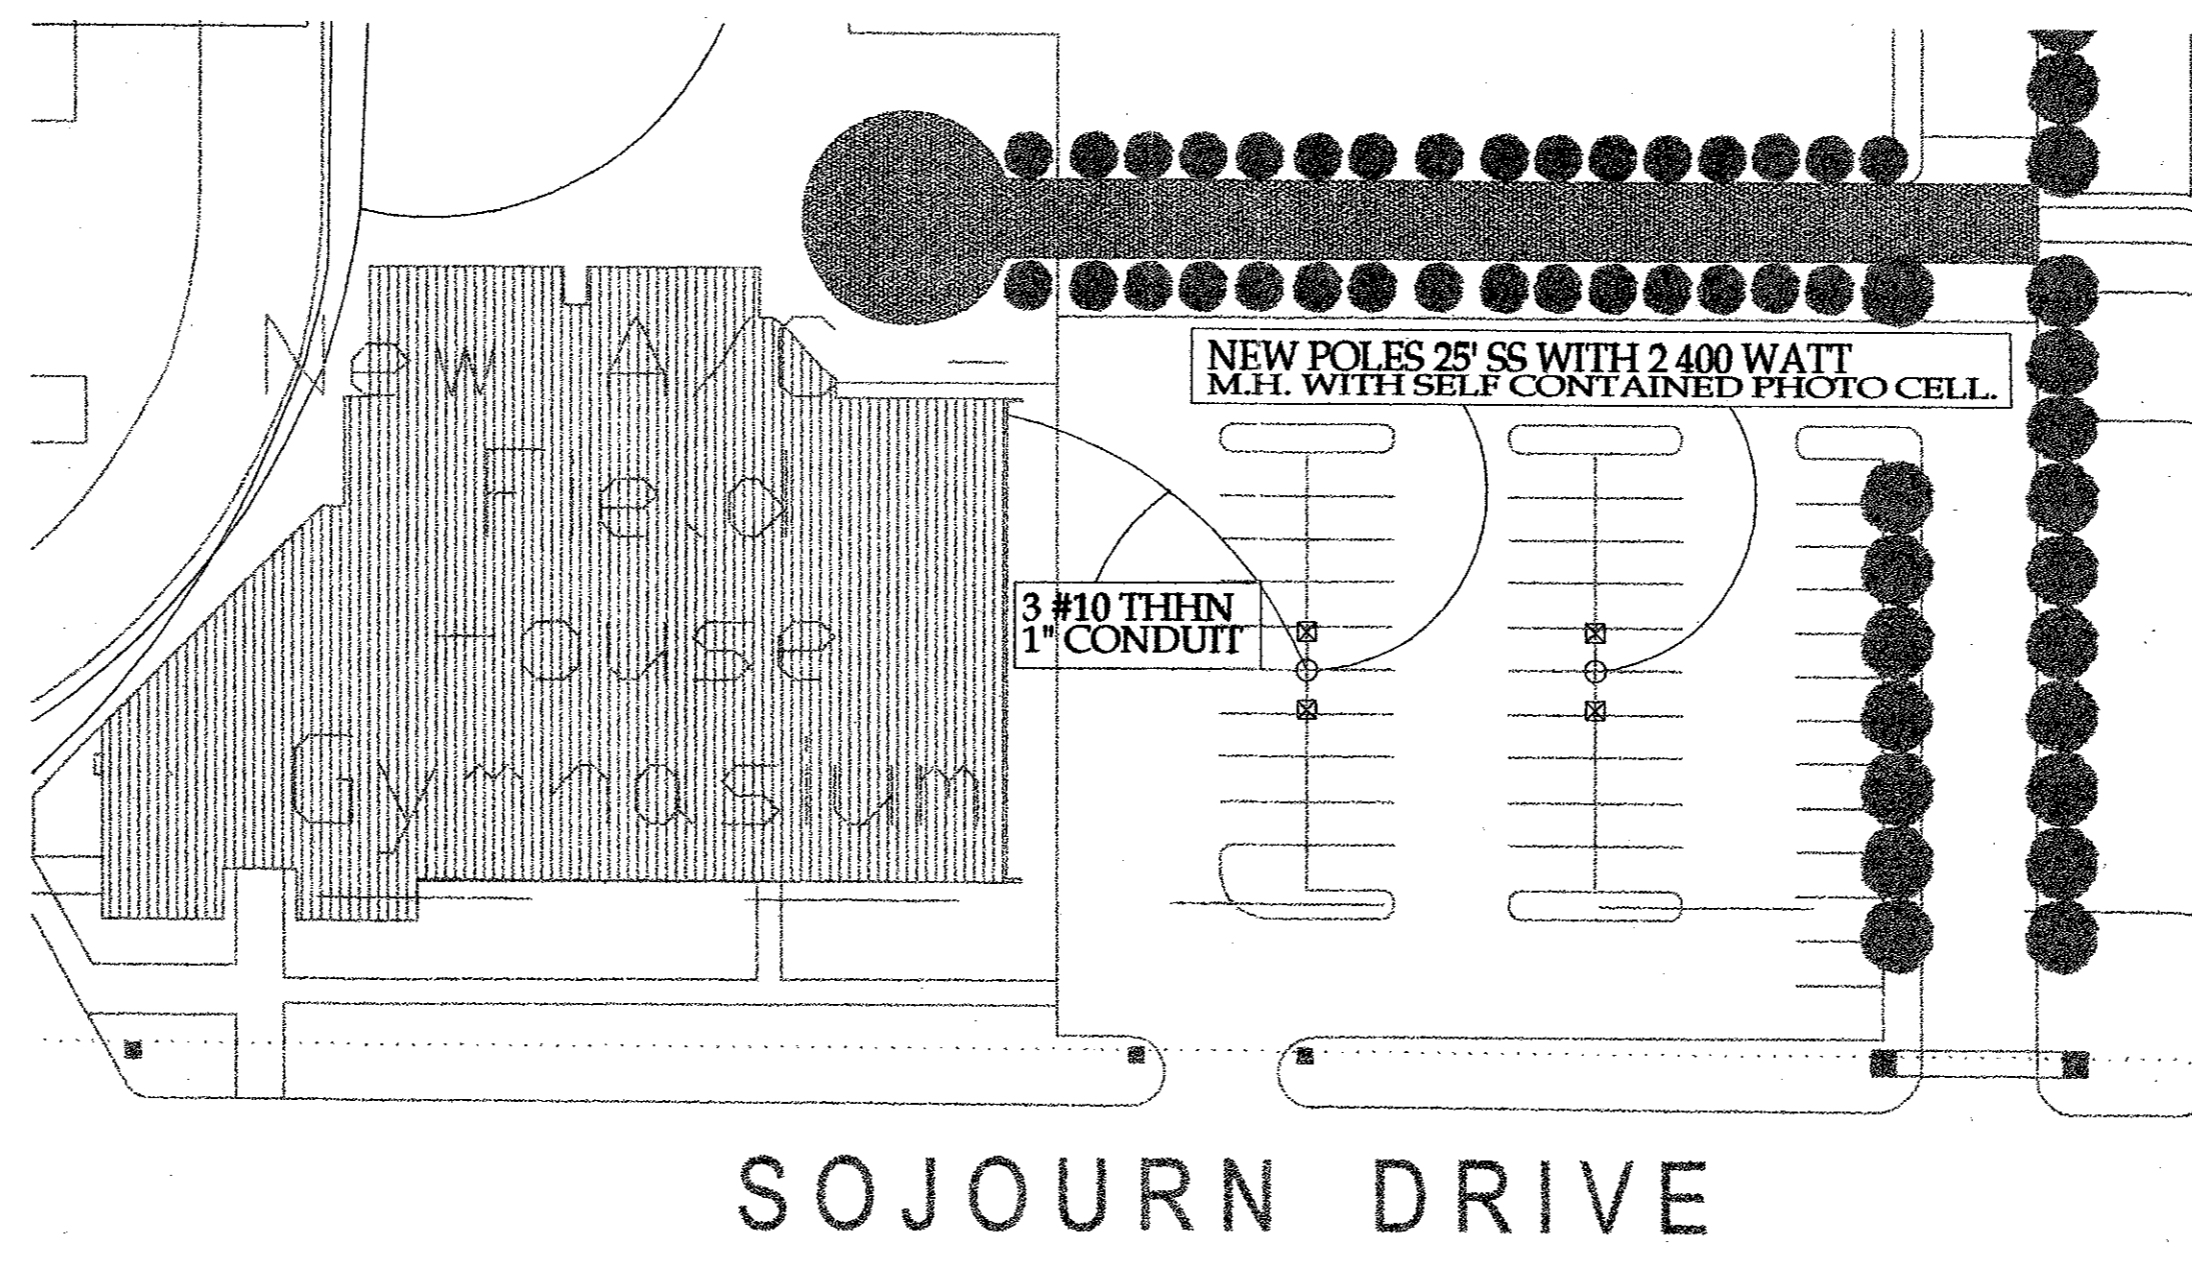 New A/C
Field
House
Gymnasium
NEW POLES 25' SS WITH 2 400 WATT
M.H. WITH SELF CONTAINED PHOTO CELL.
3 #10 THHN
1" CONDUIT
SOJOURN DRIVE